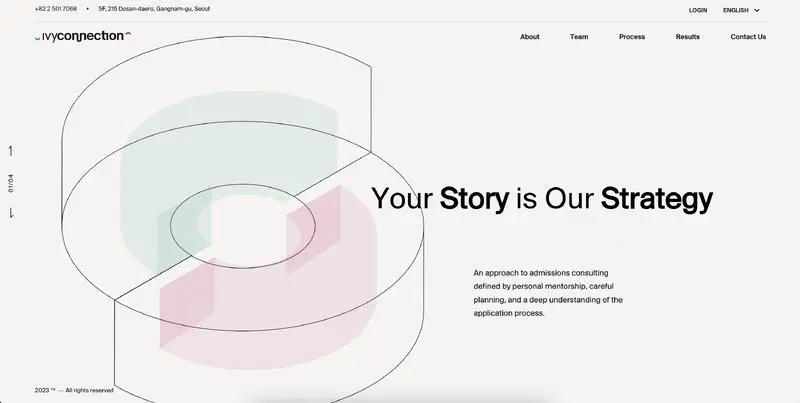 +82 2 501 7068 • 5F, 215 Dosan-daero, Gangnam-gu, Seoul
LOGIN ENGLISH
ivyconnection
About Team Process Results Contact Us
01/04
Your Story is Our Strategy
An approach to admissions consulting
defined by personal mentorship, careful
planning, and a deep understanding of the
application process.
2023 ™ — All rights reserved